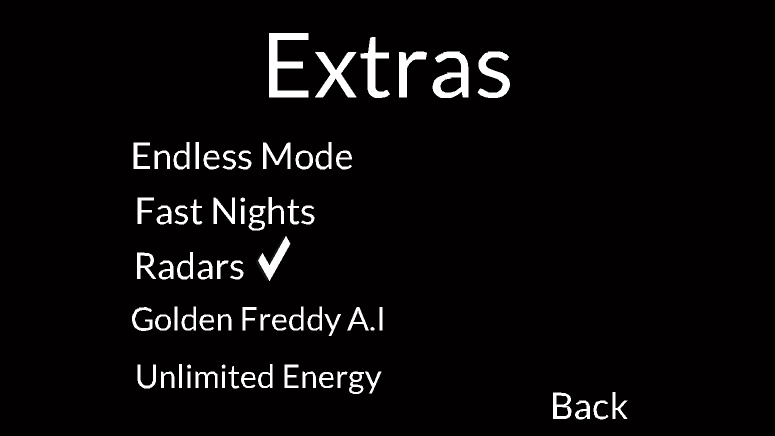 Extras
Endless Mode
Fast Nights
Radars
Golden Freddy A.I
Unlimited Energy
Back